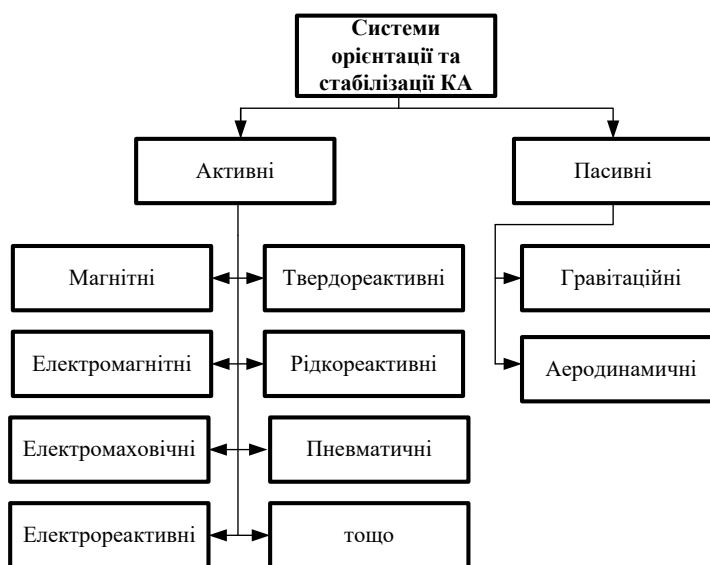 Системи
орієнтації та
стабілізації КА
Активні
Пасивні
Магнітні
Твердореактивні
Гравітаційні
Електромагнітні
Рідкореактивні
Аеродинамичні
Електромаховічні
Пневматичні
Електрореактивні
тощо